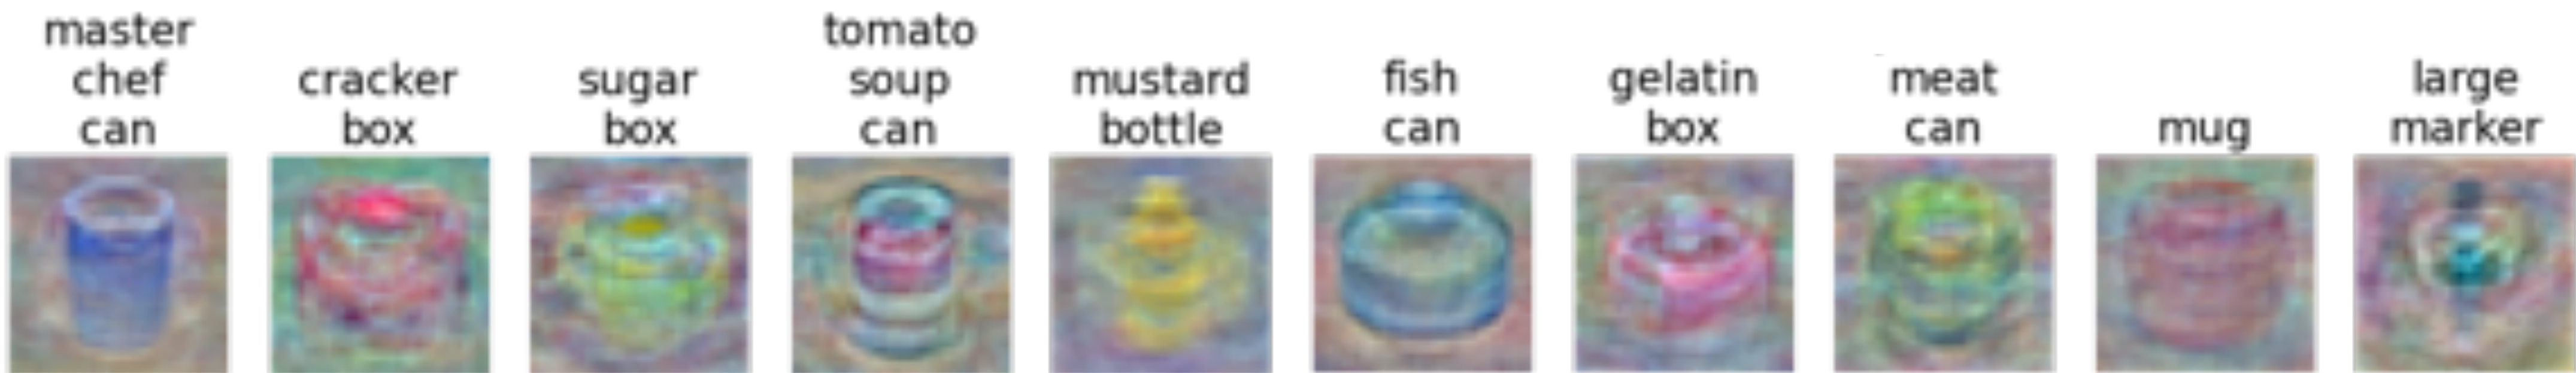 master chef can
cracker box
sugar box
tomato soup can
mustard bottle
fish can
gelatin box
meat can
mug
large marker